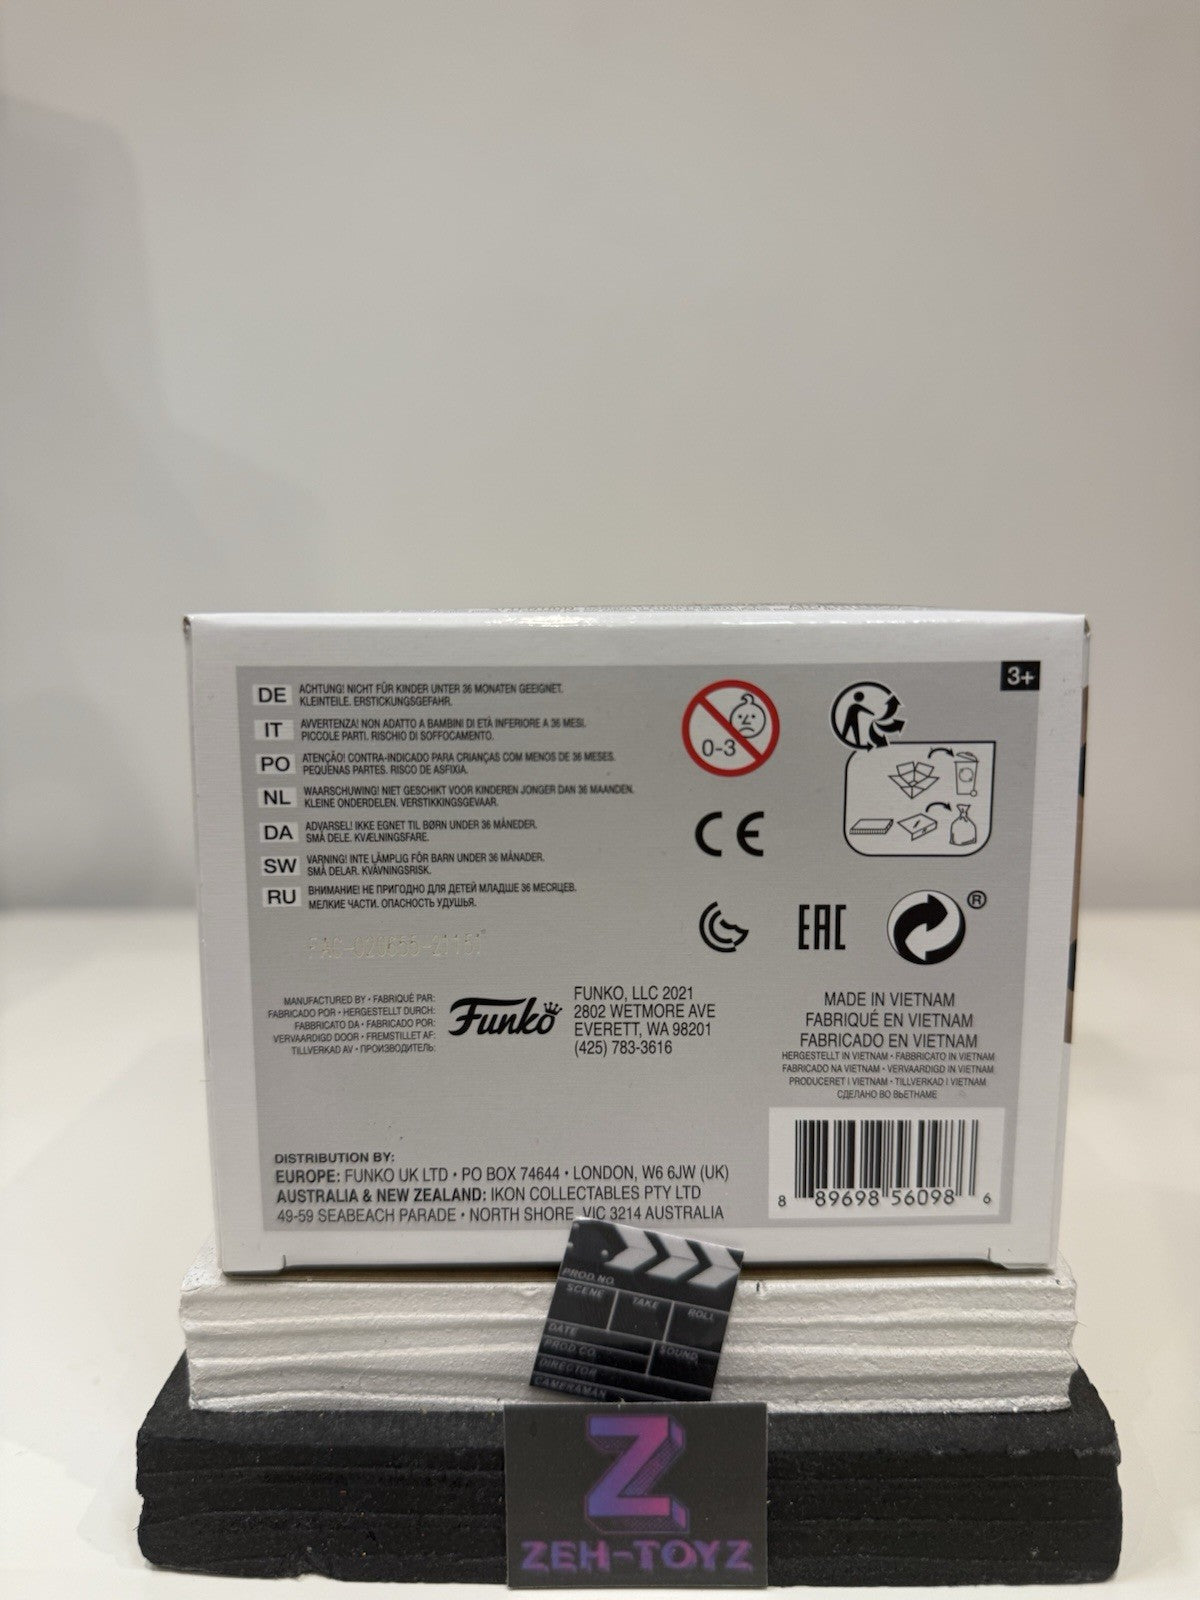 3+
DE ACHTUNG! NICHT FÜR KINDER UNTER 36 MONATEN GEEIGNET.
KLEINTEILE. ERSTICKUNGSGEFAHR.
IT AVVERTENZA! NON ADATTO A BAMBINI DI ETÀ INFERIORE A 36 MESI.
PICCOLE PARTI. RISCHIO DI SOFFOCAMENTO.
PO ATENÇÃO! CONTRA-INDICADO PARA CRIANÇAS COM MENOS DE 36 MESES.
PEQUENAS PARTES. RISCO DE ASFIXIA.
NL WAARSCHUWING! NIET GESCHIKT VOOR KINDEREN JONGER DAN 36 MAANDEN.
KLEINE ONDERDELEN. VERSTIKKINGSGEVAAR.
DA ADVARSEL! IKKE EGNET TIL BØRN UNDER 36 MÅNEDER.
SMÅ DELE. KVÆLNINGSFARE.
SW VARNING! INTE LÄMPLIG FÖR BARN UNDER 36 MÅNADER.
SMÅ DELAR. KVÄVNINGSRISK.
RU ВНИМАНИЕ! НЕ ПРИГОДНО ДЛЯ ДЕТЕЙ МЛАДШЕ 36 МЕСЯЦЕВ.
МЕЛКИЕ ЧАСТИ. ОПАСНОСТЬ УДУШЬЯ.
0-3
CE
EAC
®
MANUFACTURED BY • FABRIQUÉ PAR:
FABRICADO POR • HERGESTELLT DURCH:
FABBRICATO DA • FABRICADO POR:
VERVAARDIGD DOOR • FREMSTILLET AF:
TILLVERKAD AV • ПРОИЗВОДИТЕЛЬ:
Funko
FUNKO, LLC 2021
2802 WETMORE AVE
EVERETT, WA 98201
(425) 783-3616
MADE IN VIETNAM
FABRIQUÉ EN VIETNAM
FABRICADO EN VIETNAM
HERGESTELLT IN VIETNAM • FABBRICATO IN VIETNAM
FABRICADO NA VIETNAM • VERVAARDIGD IN VIETNAM
PRODUCERET I VIETNAM • TILLVERKAD I VIETNAM
СДЕЛАНО ВО ВЬЕТНАМЕ
DISTRIBUTION BY:
EUROPE: FUNKO UK LTD • PO BOX 74644 • LONDON, W6 6JW (UK)
AUSTRALIA & NEW ZEALAND: IKON COLLECTABLES PTY LTD
49-59 SEABEACH PARADE • NORTH SHORE, VIC 3214 AUSTRALIA
8 89698 56098 6
PROD.NO.
SCENE TAKE ROLL
DATE
PROD.CO. SOUND
DIRECTOR
CAMERAMAN
Z
ZEH-TOYZ